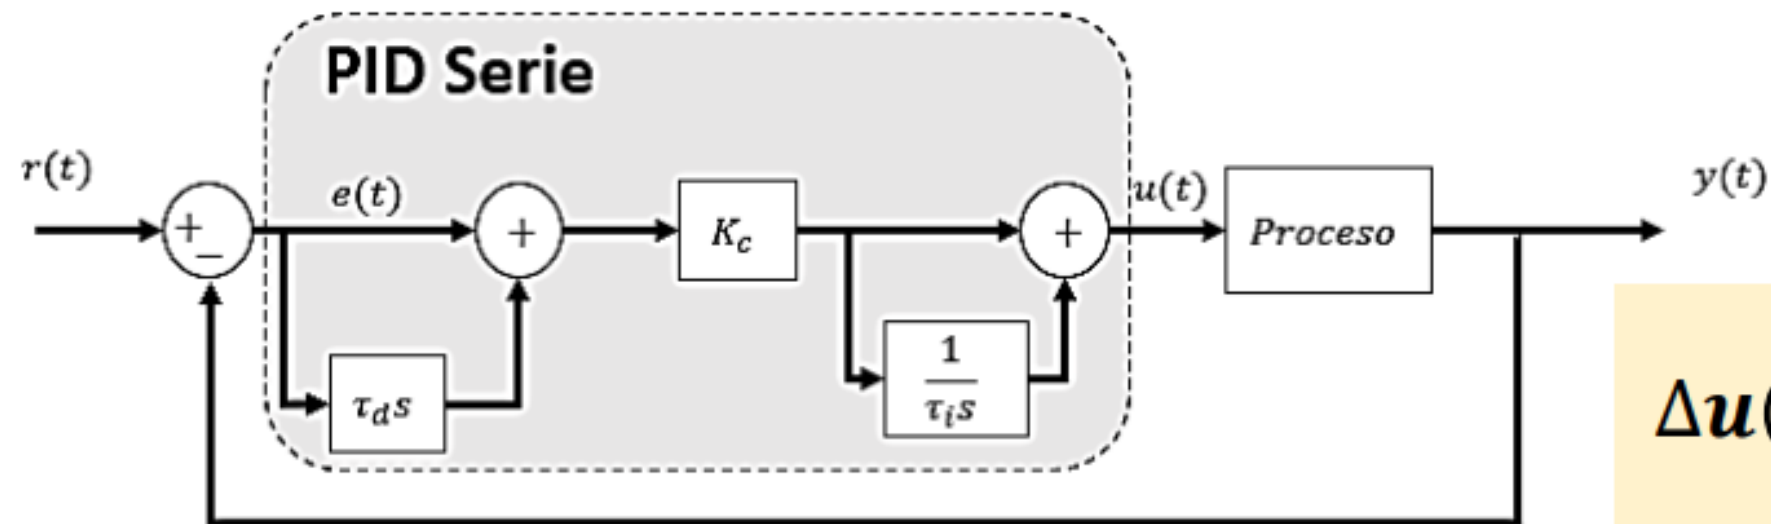 PID Serie
r(t)
+
−
e(t)
+
K_c
+
u(t)
Proceso
y(t)
τ_d s
1
τ_i s
Δu(